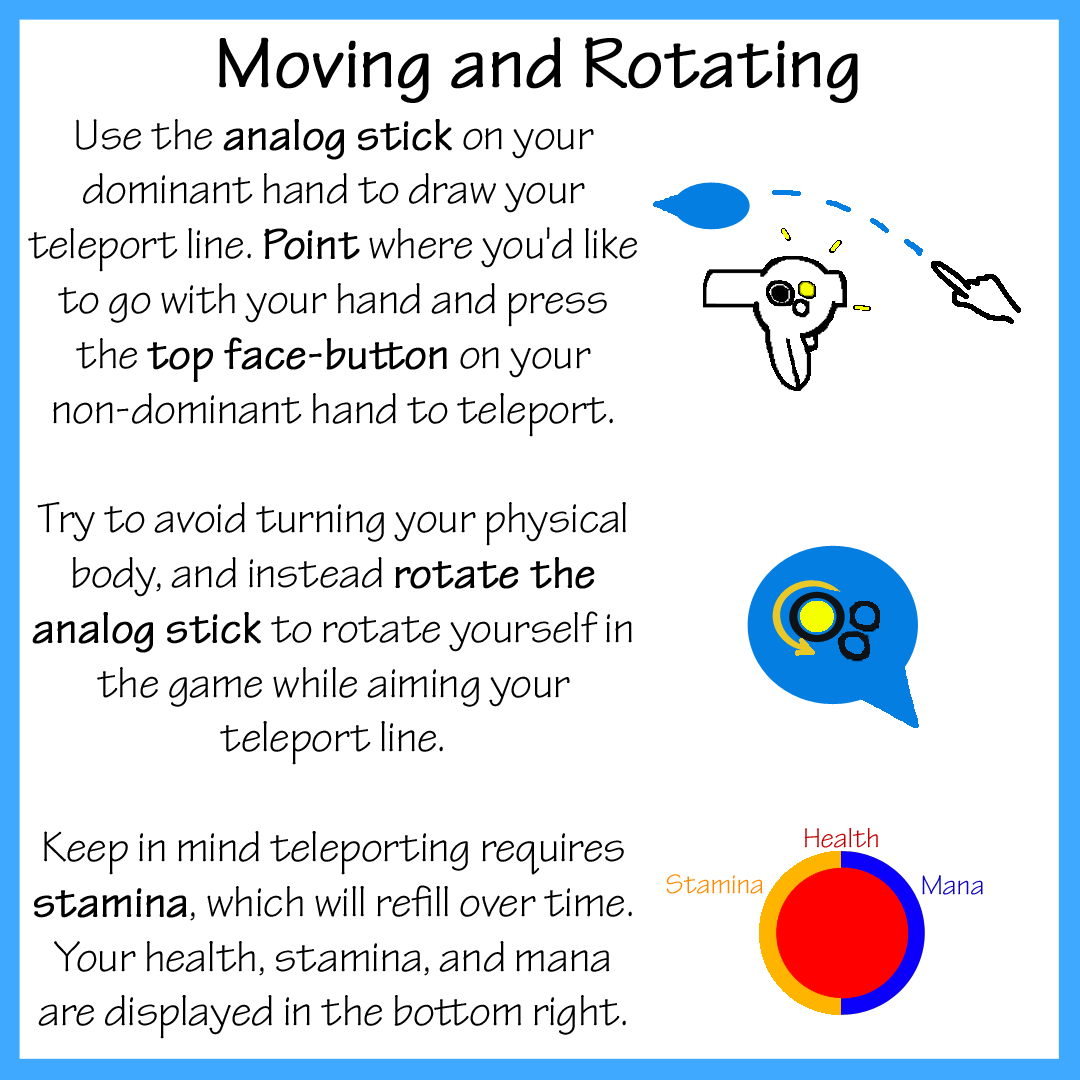 Moving and Rotating
Use the analog stick on your
dominant hand to draw your
teleport line. Point where you'd like
to go with your hand and press
the top face-button on your
non-dominant hand to teleport.
Try to avoid turning your physical
body, and instead rotate the
analog stick to rotate yourself in
the game while aiming your
teleport line.
Keep in mind teleporting requires
stamina, which will refill over time.
Your health, stamina, and mana
are displayed in the bottom right.
Health
Stamina
Mana